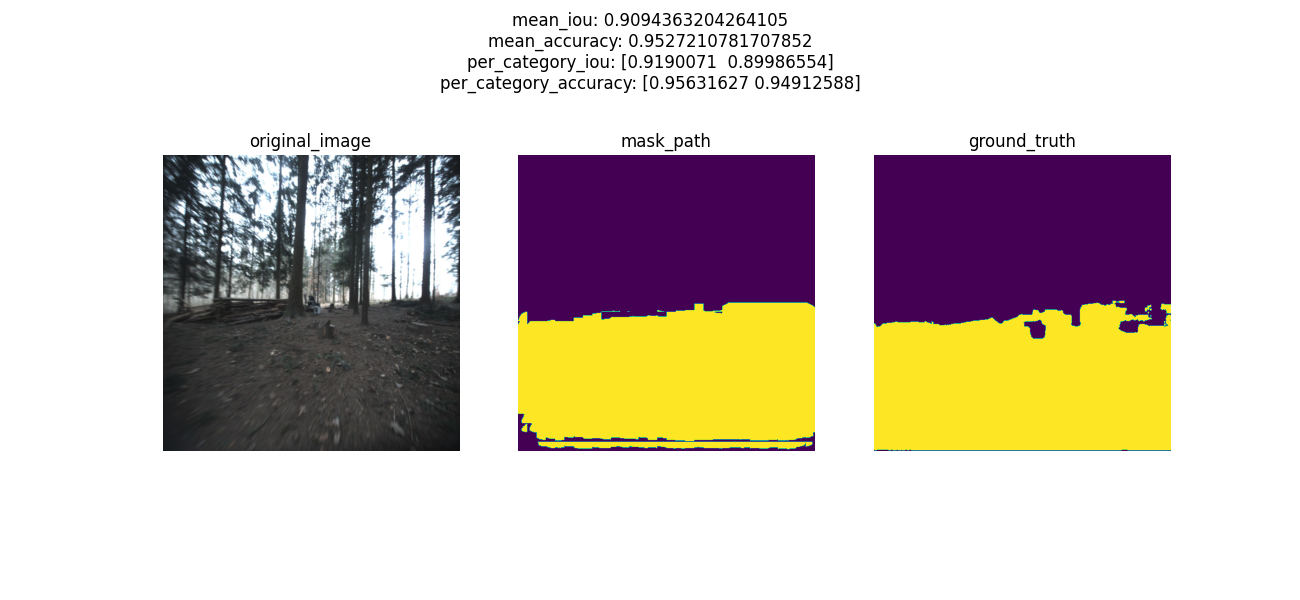 mean_iou: 0.9094363204264105
mean_accuracy: 0.9527210781707852
per_category_iou: [0.9190071  0.89986554]
per_category_accuracy: [0.95631627 0.94912588]
original_image
mask_path
ground_truth